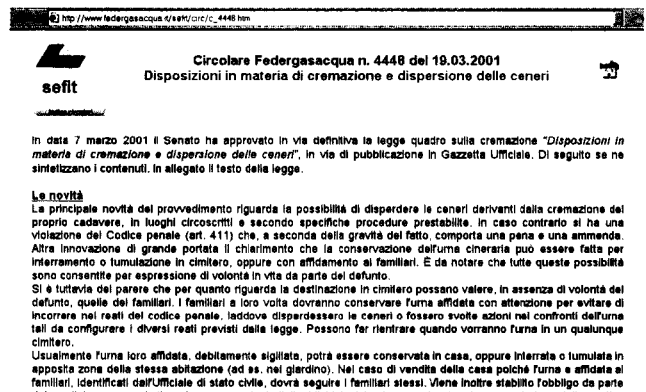 http://www.federgasacqua.it/sefit/circ/c_4448.htm
Circolare Federgasacqua n. 4448 del 19.03.2001
Disposizioni in materia di cremazione e dispersione delle ceneri
sefit
In data 7 marzo 2001 il Senato ha approvato in via definitiva la legge quadro sulla cremazione "Disposizioni in
materia di cremazione e dispersione delle ceneri", in via di pubblicazione in Gazzetta Ufficiale. Di seguito se ne
sintetizzano i contenuti. In allegato il testo della legge.
Le novità
La principale novità del provvedimento riguarda la possibilità di disperdere le ceneri derivanti dalla cremazione del
proprio cadavere, in luoghi circoscritti e secondo specifiche procedure prestabilite. In caso contrario si ha una
violazione del Codice penale (art. 411) che, a seconda della gravità del fatto, comporta una pena e una ammenda.
Altra innovazione di grande portata il chiarimento che la conservazione dell'urna cineraria può essere fatta per
interramento o tumulazione in cimitero, oppure con affidamento ai familiari. È da notare che tutte queste possibilità
sono consentite per espressione di volontà in vita da parte del defunto.
Si è tuttavia del parere che per quanto riguarda la destinazione in cimitero possano valere, in assenza di volontà del
defunto, quelle dei familiari. I familiari a loro volta dovranno conservare l'urna affidata con attenzione per evitare di
incorrere nei reati del codice penale, laddove disperdessero le ceneri o fossero svolte azioni nei confronti dell'urna
tali da configurare i diversi reati previsti dalla legge. Possono far rientrare quando vorranno l'urna in un qualunque
cimitero.
Usualmente l'urna loro affidata, debitamente sigillata, potrà essere conservata in casa, oppure interrata o tumulata in
apposita zona della stessa abitazione (ad es. nel giardino). Nel caso di vendita della casa poiché l'urna è affidata ai
familiari, identificati dall'Ufficiale di stato civile, dovrà seguire i familiari stessi. Viene inoltre stabilito l'obbligo da parte